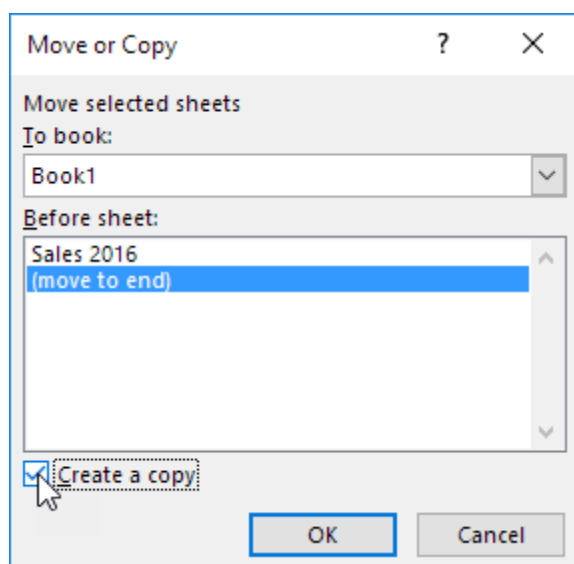 Move or Copy ?
Move selected sheets
To book:
Book1
Before sheet:
Sales 2016
(move to end)
Create a copy
OK Cancel